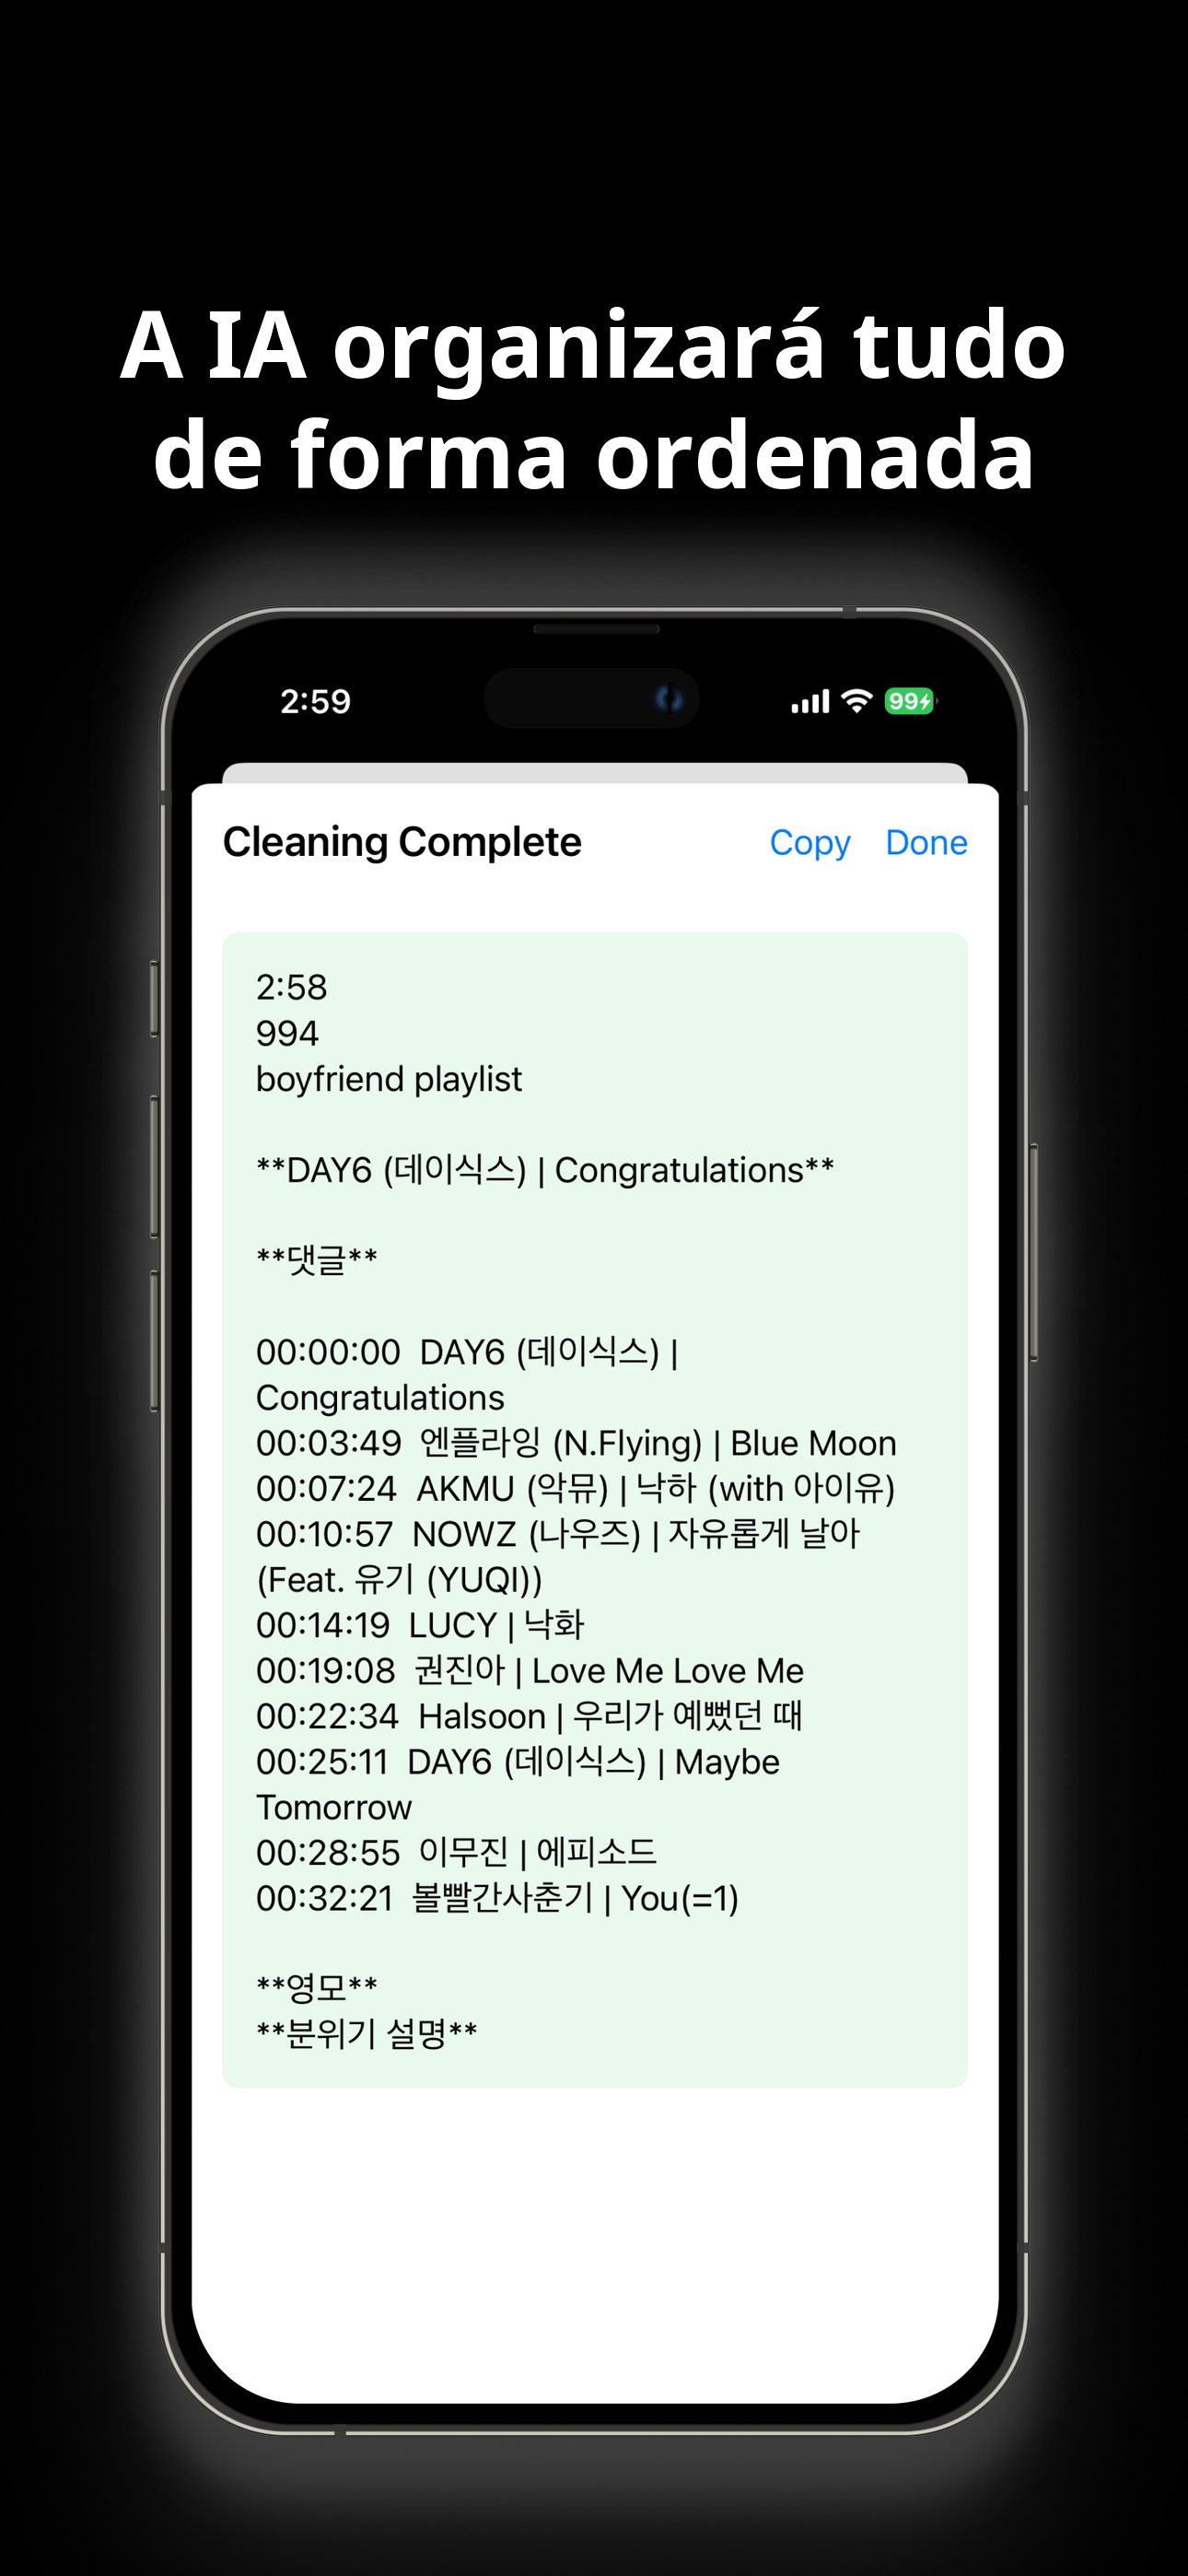 A IA organizará tudo
de forma ordenada
2:59
99
Cleaning Complete
Copy Done
2:58
994
boyfriend playlist
**DAY6 (데이식스) | Congratulations**
**댓글**
00:00:00 DAY6 (데이식스) |
Congratulations
00:03:49 엔플라잉 (N.Flying) | Blue Moon
00:07:24 AKMU (악뮤) | 낙하 (with 아이유)
00:10:57 NOWZ (나우즈) | 자유롭게 날아
(Feat. 유기 (YUQI))
00:14:19 LUCY | 낙화
00:19:08 권진아 | Love Me Love Me
00:22:34 Halsoon | 우리가 예뻤던 때
00:25:11 DAY6 (데이식스) | Maybe
Tomorrow
00:28:55 이무진 | 에피소드
00:32:21 볼빨간사춘기 | You(=1)
**영모**
**분위기 설명**